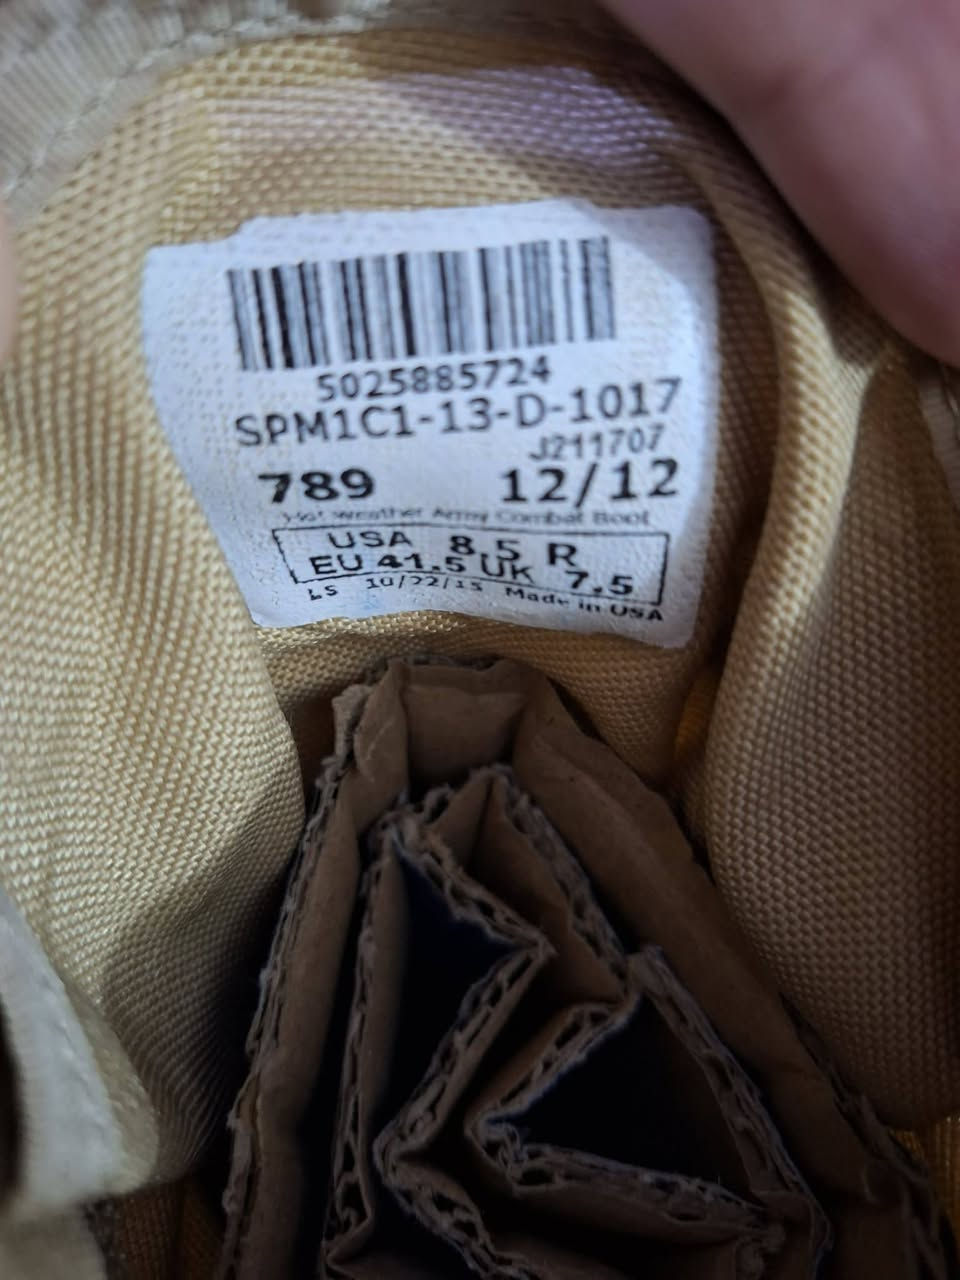 5025885724
SPM1C1-13-D-1017
J211707
789 12/12
Hot Weather Army Combat Boot
USA 8.5 R
EU 41.5 UK 7.5
LS 10/22/15 Made in USA